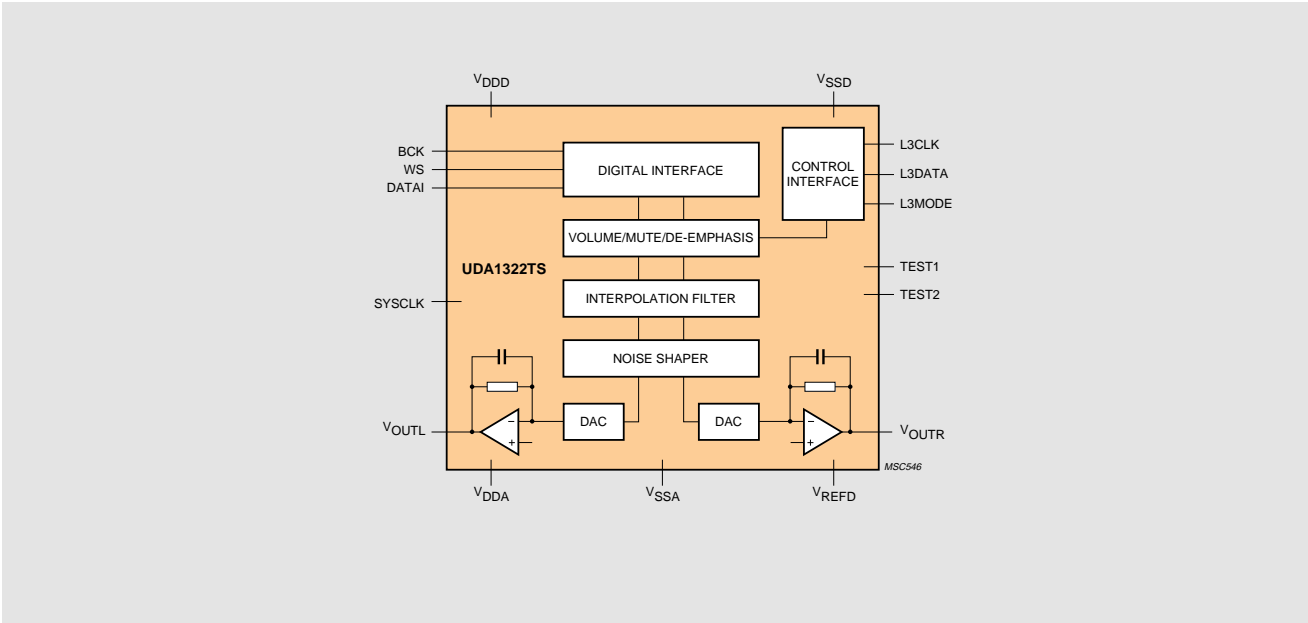 VDDD
VSSD
BCK
WS
DATAI
DIGITAL INTERFACE
CONTROL
INTERFACE
L3CLK
L3DATA
L3MODE
VOLUME/MUTE/DE-EMPHASIS
UDA1322TS
TEST1
TEST2
SYSCLK
INTERPOLATION FILTER
NOISE SHAPER
VOUTL
−
+
DAC
DAC
−
+
VOUTR
MSC546
VDDA
VSSA
VREFD